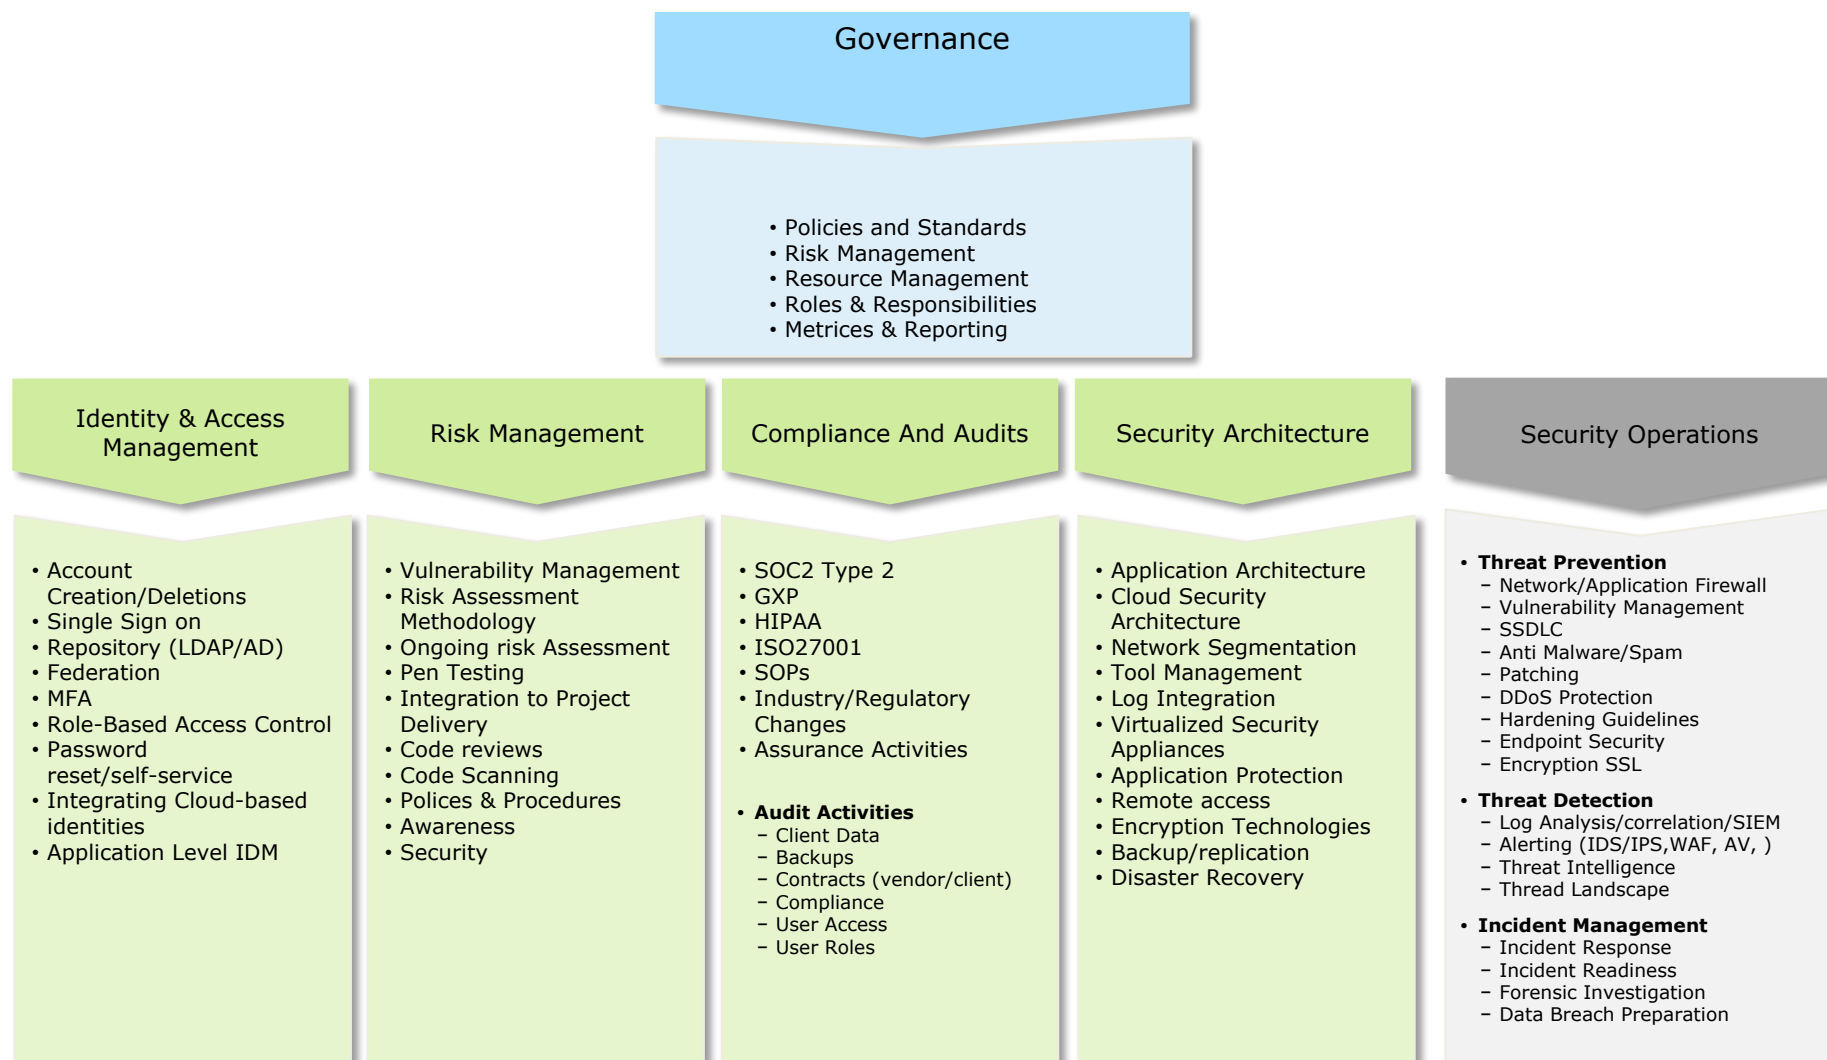 Governance
• Policies and Standards
• Risk Management
• Resource Management
• Roles & Responsibilities
• Metrices & Reporting
Identity & Access
Management
• Account
Creation/Deletions
• Single Sign on
• Repository (LDAP/AD)
• Federation
• MFA
• Role-Based Access Control
• Password
reset/self-service
• Integrating Cloud-based
identities
• Application Level IDM
Risk Management
• Vulnerability Management
• Risk Assessment
Methodology
• Ongoing risk Assessment
• Pen Testing
• Integration to Project
Delivery
• Code reviews
• Code Scanning
• Polices & Procedures
• Awareness
• Security
Compliance And Audits
• SOC2 Type 2
• GXP
• HIPAA
• ISO27001
• SOPs
• Industry/Regulatory
Changes
• Assurance Activities
• Audit Activities
– Client Data
– Backups
– Contracts (vendor/client)
– Compliance
– User Access
– User Roles
Security Architecture
• Application Architecture
• Cloud Security
Architecture
• Network Segmentation
• Tool Management
• Log Integration
• Virtualized Security
Appliances
• Application Protection
• Remote access
• Encryption Technologies
• Backup/replication
• Disaster Recovery
Security Operations
• Threat Prevention
– Network/Application Firewall
– Vulnerability Management
– SSDLC
– Anti Malware/Spam
– Patching
– DDoS Protection
– Hardening Guidelines
– Endpoint Security
– Encryption SSL
• Threat Detection
– Log Analysis/correlation/SIEM
– Alerting (IDS/IPS,WAF, AV, )
– Threat Intelligence
– Thread Landscape
• Incident Management
– Incident Response
– Incident Readiness
– Forensic Investigation
– Data Breach Preparation